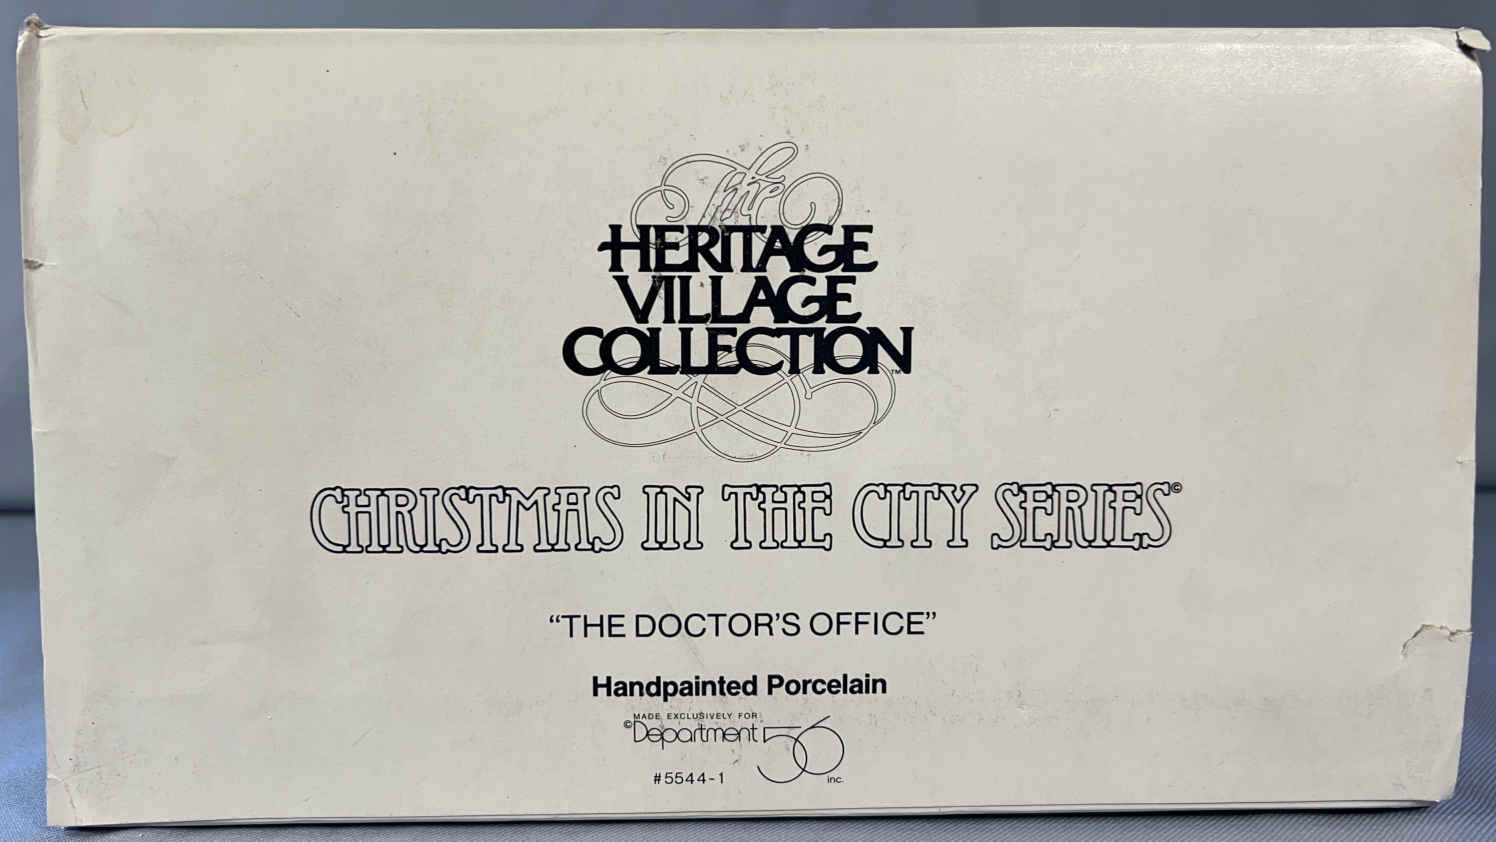 The
HERITAGE
VILLAGE
COLLECTION™
CHRISTMAS IN THE CITY SERIES©
“THE DOCTOR’S OFFICE”
Handpainted Porcelain
MADE EXCLUSIVELY FOR:
©Department 56 inc.
#5544-1